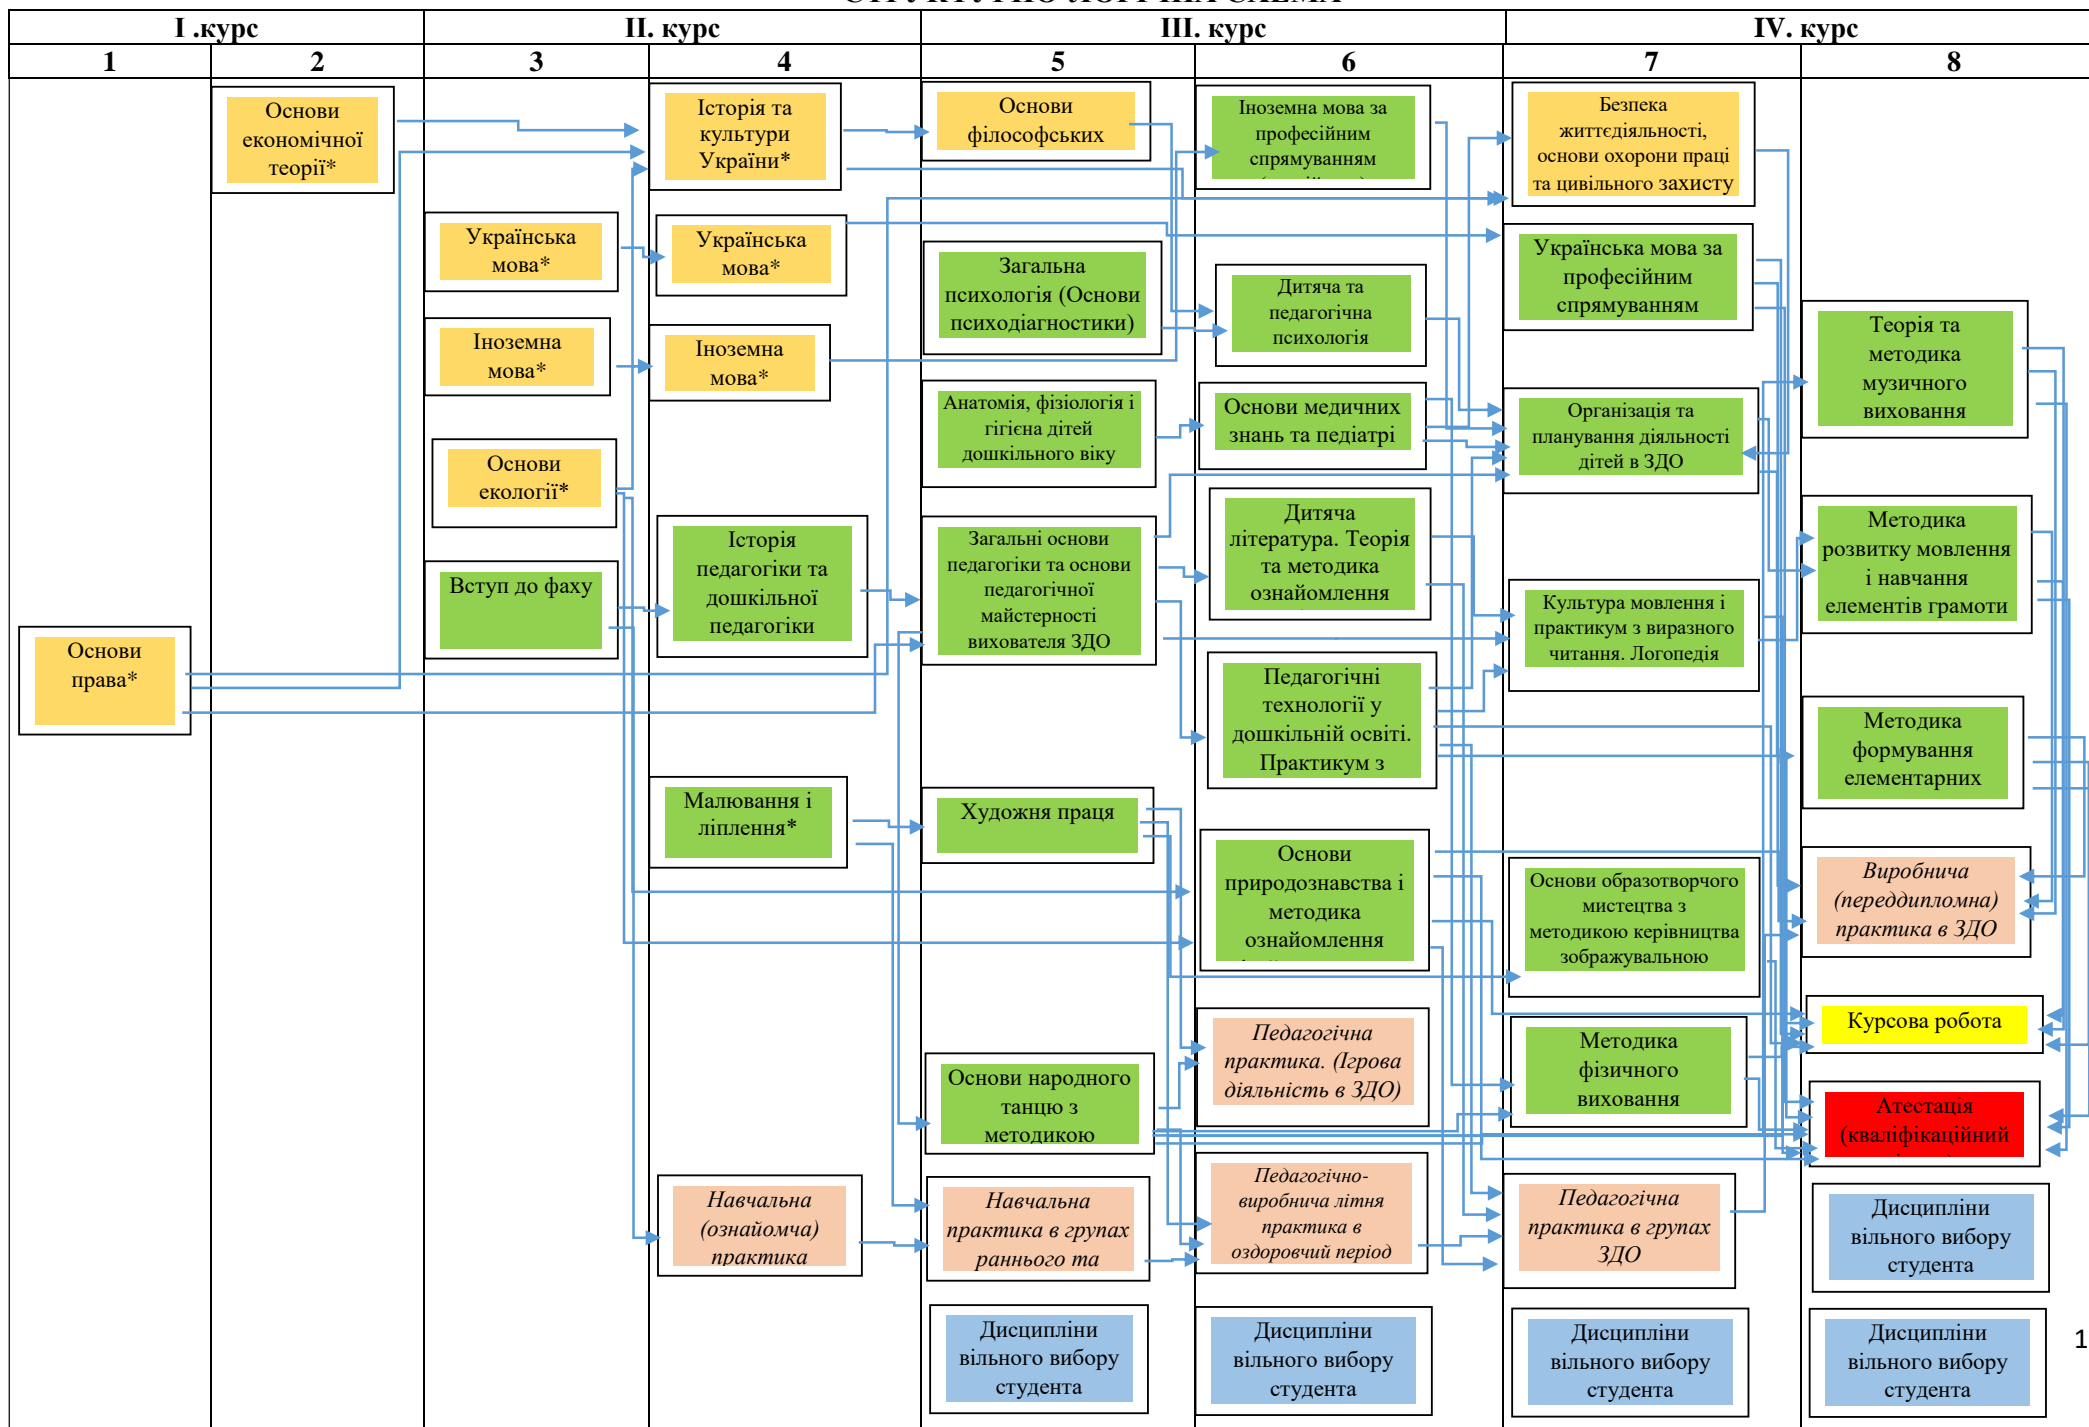 СТРУКТУРНО-ЛОГІЧНА СХЕМА
І .курс
ІІ. курс
ІІІ. курс
IV. курс
1
2
3
4
5
6
7
8
Основи
права*
Основи
економічної
теорії*
Українська
мова*
Іноземна
мова*
Основи
екології*
Вступ до фаху
Історія та
культури
України*
Українська
мова*
Іноземна
мова*
Історія
педагогіки та
дошкільної
педагогіки
Малювання і
ліплення*
Навчальна
(ознайомча)
практика
Основи
філософських
Загальна
психологія (Основи
психодіагностики)
Анатомія, фізіологія і
гігієна дітей
дошкільного віку
Загальні основи
педагогіки та основи
педагогічної
майстерності
вихователя ЗДО
Художня праця
Основи народного
танцю з
методикою
Навчальна
практика в групах
раннього та
Дисципліни
вільного вибору
студента
Іноземна мова за
професійним
спрямуванням
Дитяча та
педагогічна
психологія
Основи медичних
знань та педіатрі
Дитяча
література. Теорія
та методика
ознайомлення
Педагогічні
технології у
дошкільній освіті.
Практикум з
Основи
природознавства і
методика
ознайомлення
Педагогічна
практика. (Ігрова
діяльність в ЗДО)
Педагогічно-
виробнича літня
практика в
оздоровчий період
Дисципліни
вільного вибору
студента
Безпека
життєдіяльності,
основи охорони праці
та цивільного захисту
Українська мова за
професійним
спрямуванням
Організація та
планування діяльності
дітей в ЗДО
Культура мовлення і
практикум з виразного
читання. Логопедія
Основи образотворчого
мистецтва з
методикою керівництва
зображувальною
Методика
фізичного
виховання
Педагогічна
практика в групах
ЗДО
Дисципліни
вільного вибору
студента
Теорія та
методика
музичного
виховання
Методика
розвитку мовлення
і навчання
елементів грамоти
Методика
формування
елементарних
Виробнича
(переддипломна)
практика в ЗДО
Курсова робота
Атестація
(кваліфікаційний
Дисципліни
вільного вибору
студента
Дисципліни
вільного вибору
студента
1